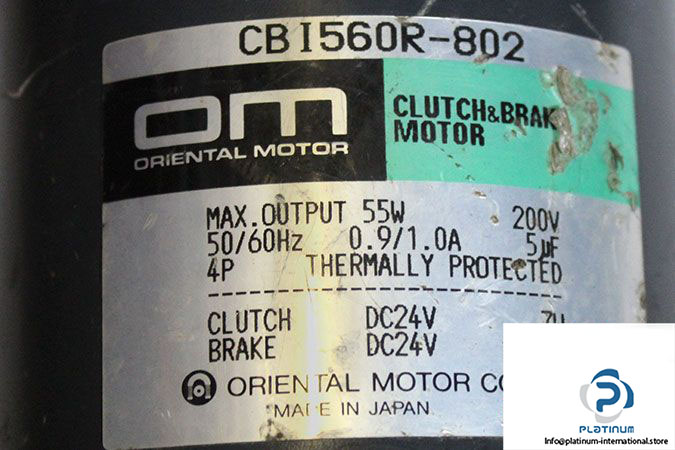 CBI560R-802
OM
ORIENTAL MOTOR
CLUTCH&BRAK
MOTOR
MAX.OUTPUT 55W 200V
50/60Hz 0.9/1.0A 5μF
4P THERMALLY PROTECTED
CLUTCH DC24V
BRAKE DC24V
ORIENTAL MOTOR CO
MADE IN JAPAN
PLATINUM
Info@platinum-international.store